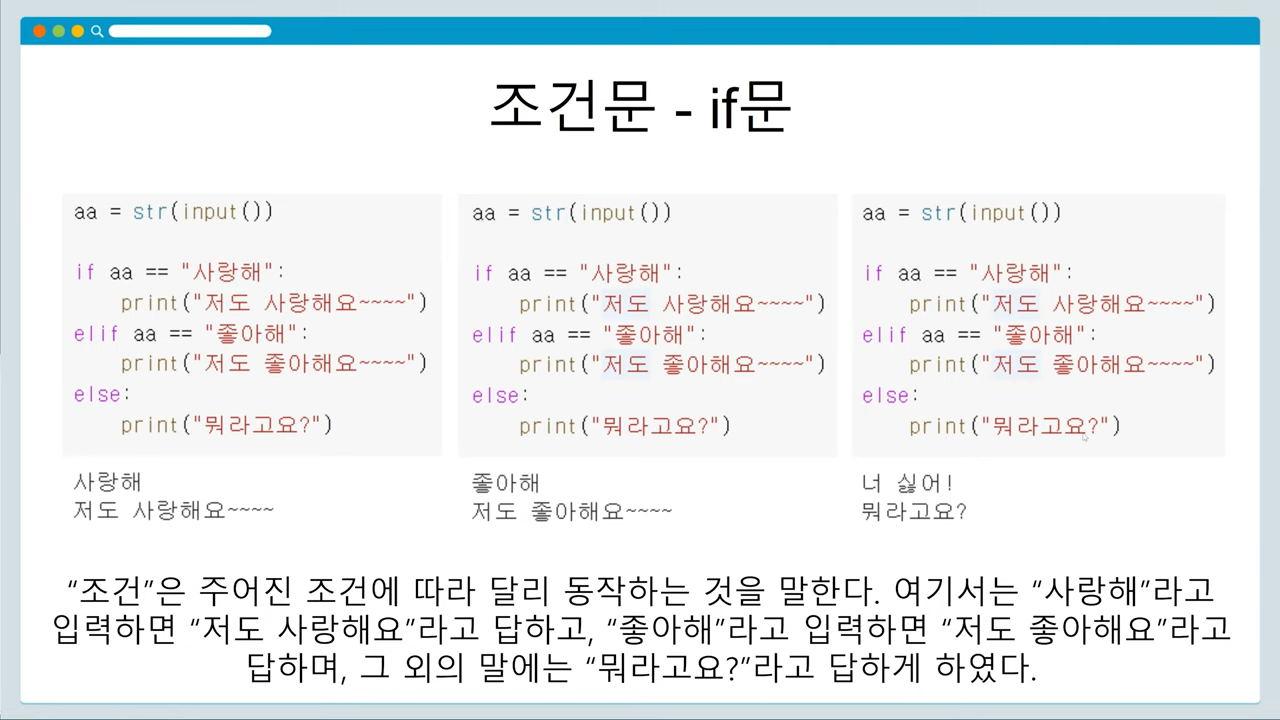 조건문 - if문
aa = str(input())
if aa == "사랑해":
    print("저도 사랑해요~~~~")
elif aa == "좋아해":
    print("저도 좋아해요~~~~")
else:
    print("뭐라고요?")
사랑해
저도 사랑해요~~~~
aa = str(input())
if aa == "사랑해":
    print("저도 사랑해요~~~~")
elif aa == "좋아해":
    print("저도 좋아해요~~~~")
else:
    print("뭐라고요?")
좋아해
저도 좋아해요~~~~
aa = str(input())
if aa == "사랑해":
    print("저도 사랑해요~~~~")
elif aa == "좋아해":
    print("저도 좋아해요~~~~")
else:
    print("뭐라고요?")
너 싫어!
뭐라고요?
“조건”은 주어진 조건에 따라 달리 동작하는 것을 말한다. 여기서는 “사랑해”라고
입력하면 “저도 사랑해요”라고 답하고, “좋아해”라고 입력하면 “저도 좋아해요”라고
답하며, 그 외의 말에는 “뭐라고요?”라고 답하게 하였다.